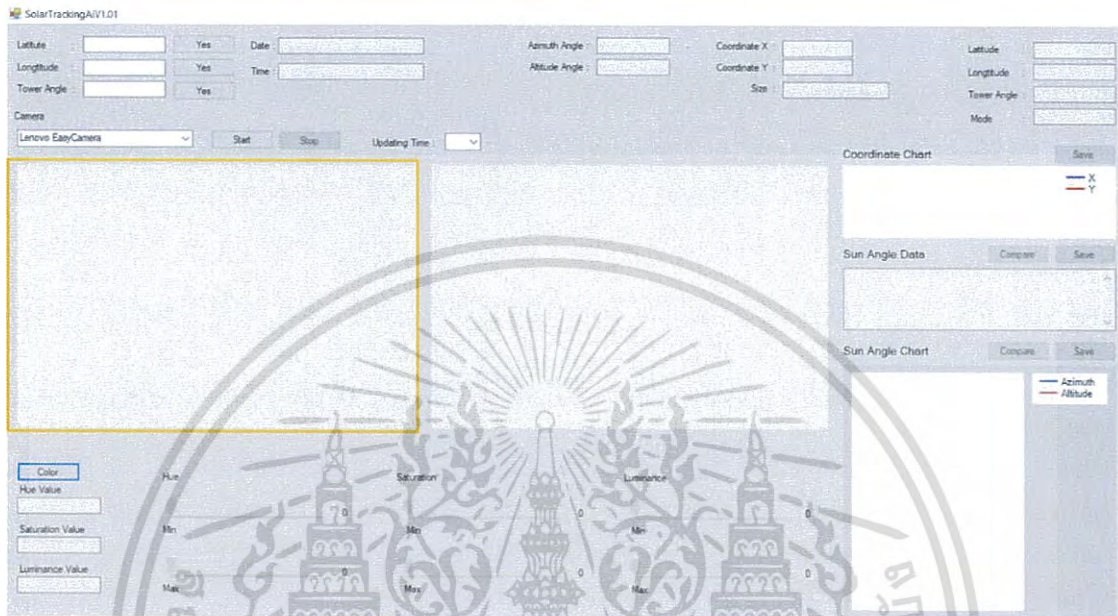 SolarTrackingAiV1.01
Latitute : Yes Date : Azimuth Angle : Coordinate X : Latitude :
Longtitude : Yes Time : Altitude Angle : Coordinate Y : Longtitude :
Tower Angle : Yes Size : Tower Angle :
Camera Mode :
Lenovo EasyCamera Start Stop Updating Time :
Coordinate Chart Save
X
Y
Sun Angle Data Compare Save
Sun Angle Chart Compare Save
Azimuth
Altitude
Color
Hue Value Hue Saturation Luminance
0 0 0
Saturation Value Min Min Min
Luminance Value 0 0 0
Max Max Max